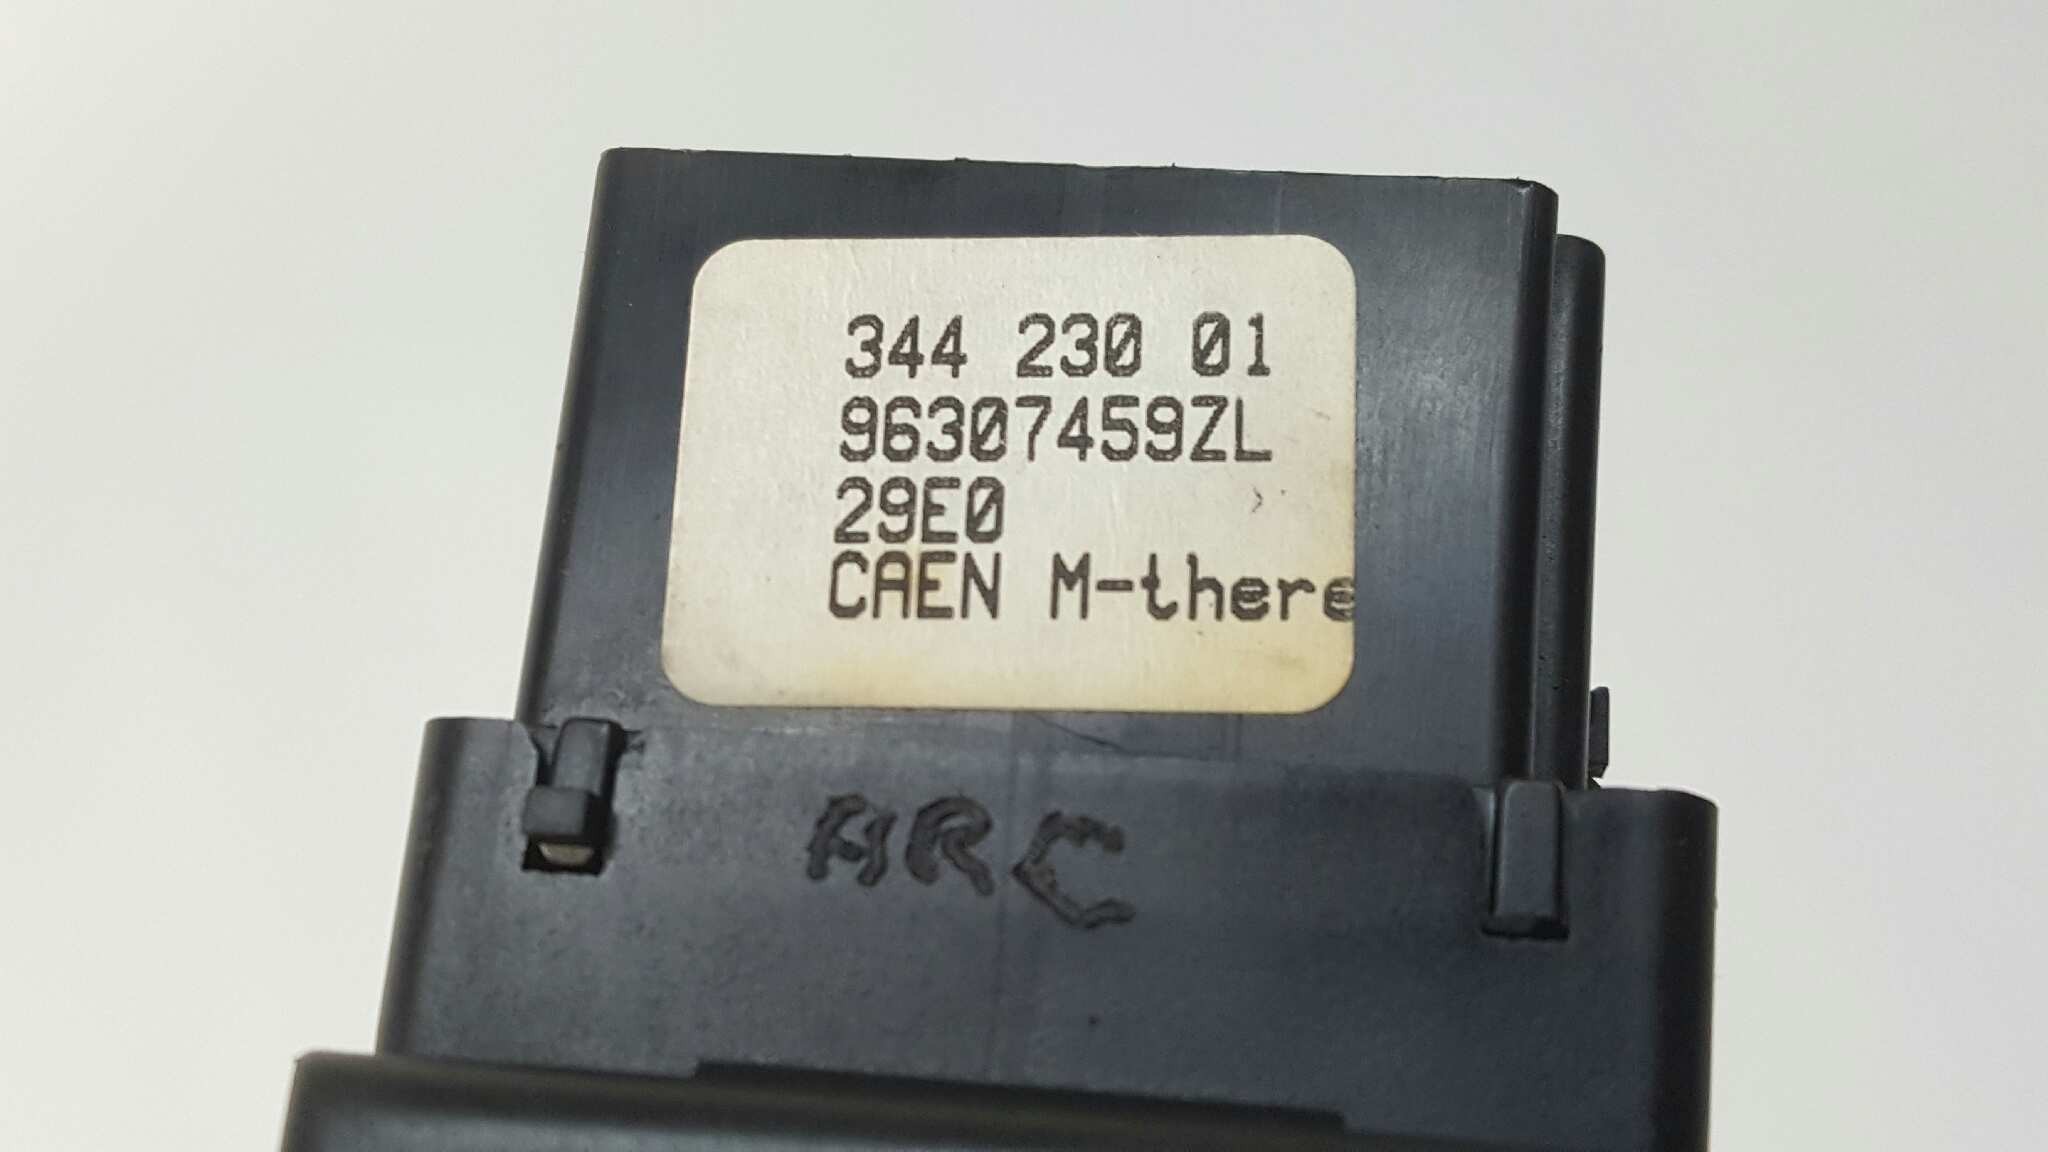 344 230 01
96307459ZL
29E0
CAEN M-there
ARC